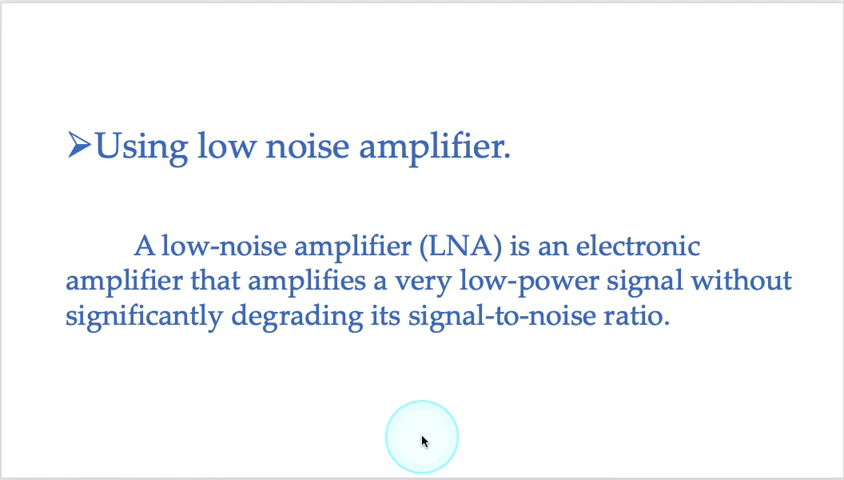 ➢Using low noise amplifier.
A low-noise amplifier (LNA) is an electronic
amplifier that amplifies a very low-power signal without
significantly degrading its signal-to-noise ratio.